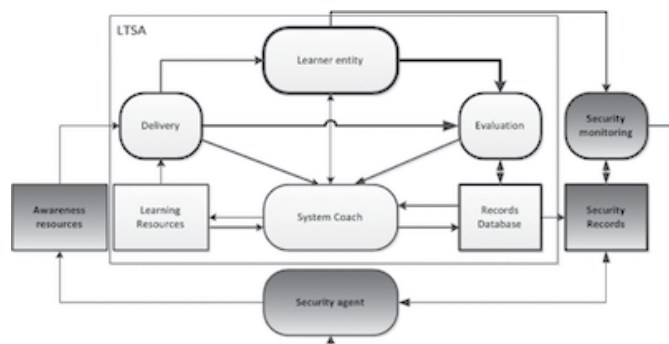 LTSA
Learner entity
Delivery
Evaluation
Security
monitoring
Awareness
resources
Learning
Resources
System Coach
Records
Database
Security
Records
Security agent